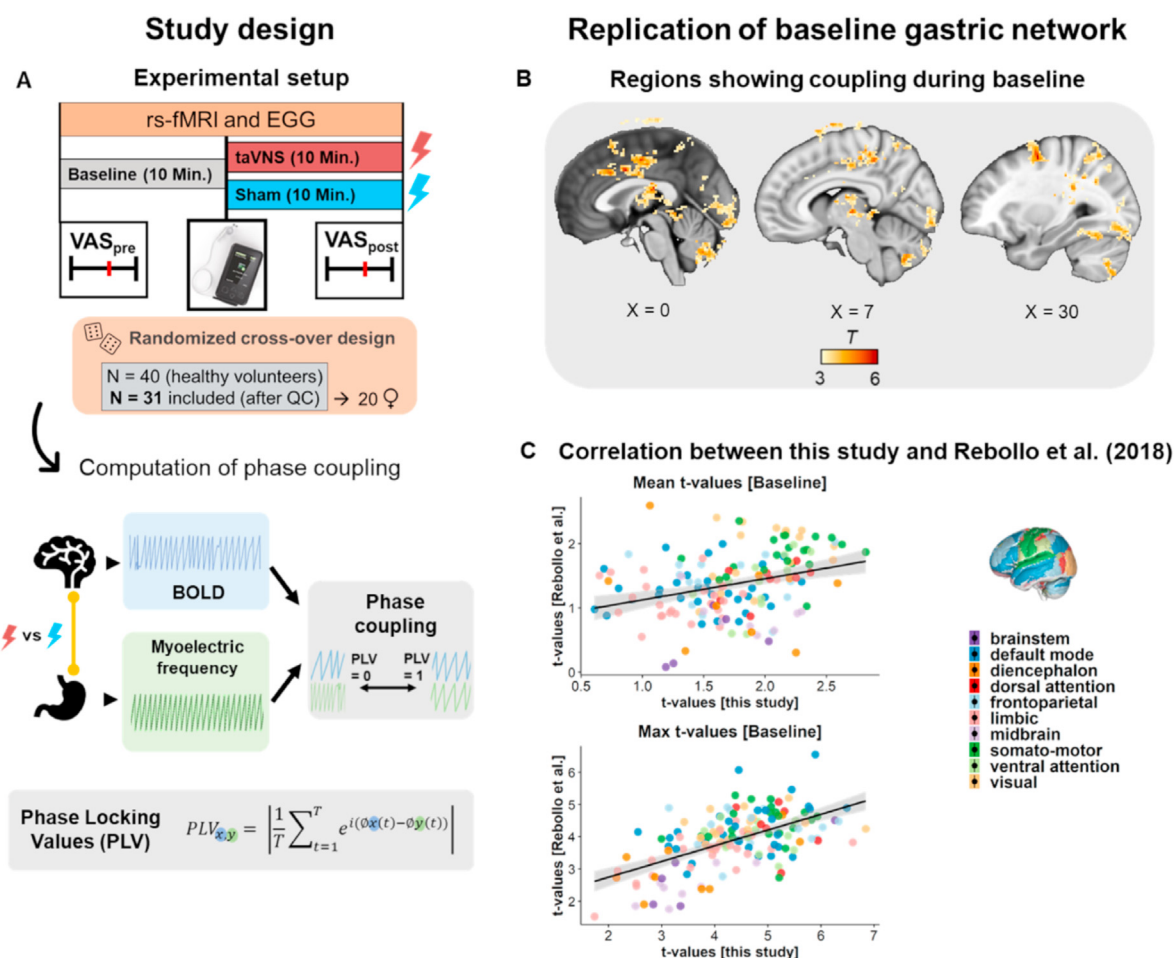 Study design
A
Experimental setup
rs-fMRI and EGG
Baseline (10 Min.)
taVNS (10 Min.)
Sham (10 Min.)
VASpre
VASpost
Randomized cross-over design
N = 40 (healthy volunteers)
N = 31 included (after QC) → 20 ♀
Computation of phase coupling
BOLD
vs
Myoelectric
frequency
Phase
coupling
PLV = 0
PLV = 1
Phase Locking
Values (PLV)
PLVx,y = |1/T ∑t=1^T e^i(∅x(t)−∅y(t))|
Replication of baseline gastric network
B
Regions showing coupling during baseline
X = 0
X = 7
X = 30
T
3 6
C Correlation between this study and Rebollo et al. (2018)
Mean t-values [Baseline]
t-values [Rebollo et al.]
2
1
0
0.5 1.0 1.5 2.0 2.5
t-values [this study]
Max t-values [Baseline]
t-values [Rebollo et al.]
6
5
4
3
2
2 3 4 5 6 7
t-values [this study]
brainstem
default mode
diencephalon
dorsal attention
frontoparietal
limbic
midbrain
somato-motor
ventral attention
visual